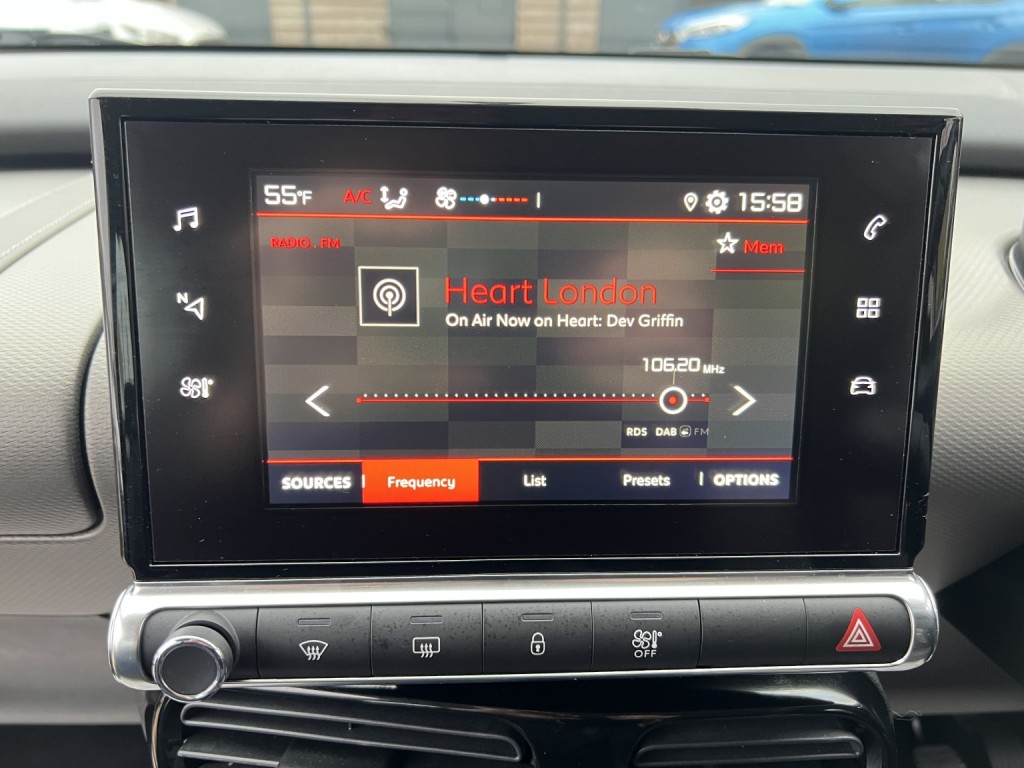 55°F A/C 15:58
RADIO . FM
Mem
Heart London
On Air Now on Heart: Dev Griffin
106.20 MHz
RDS DAB FM
SOURCES Frequency List Presets OPTIONS
N
OFF